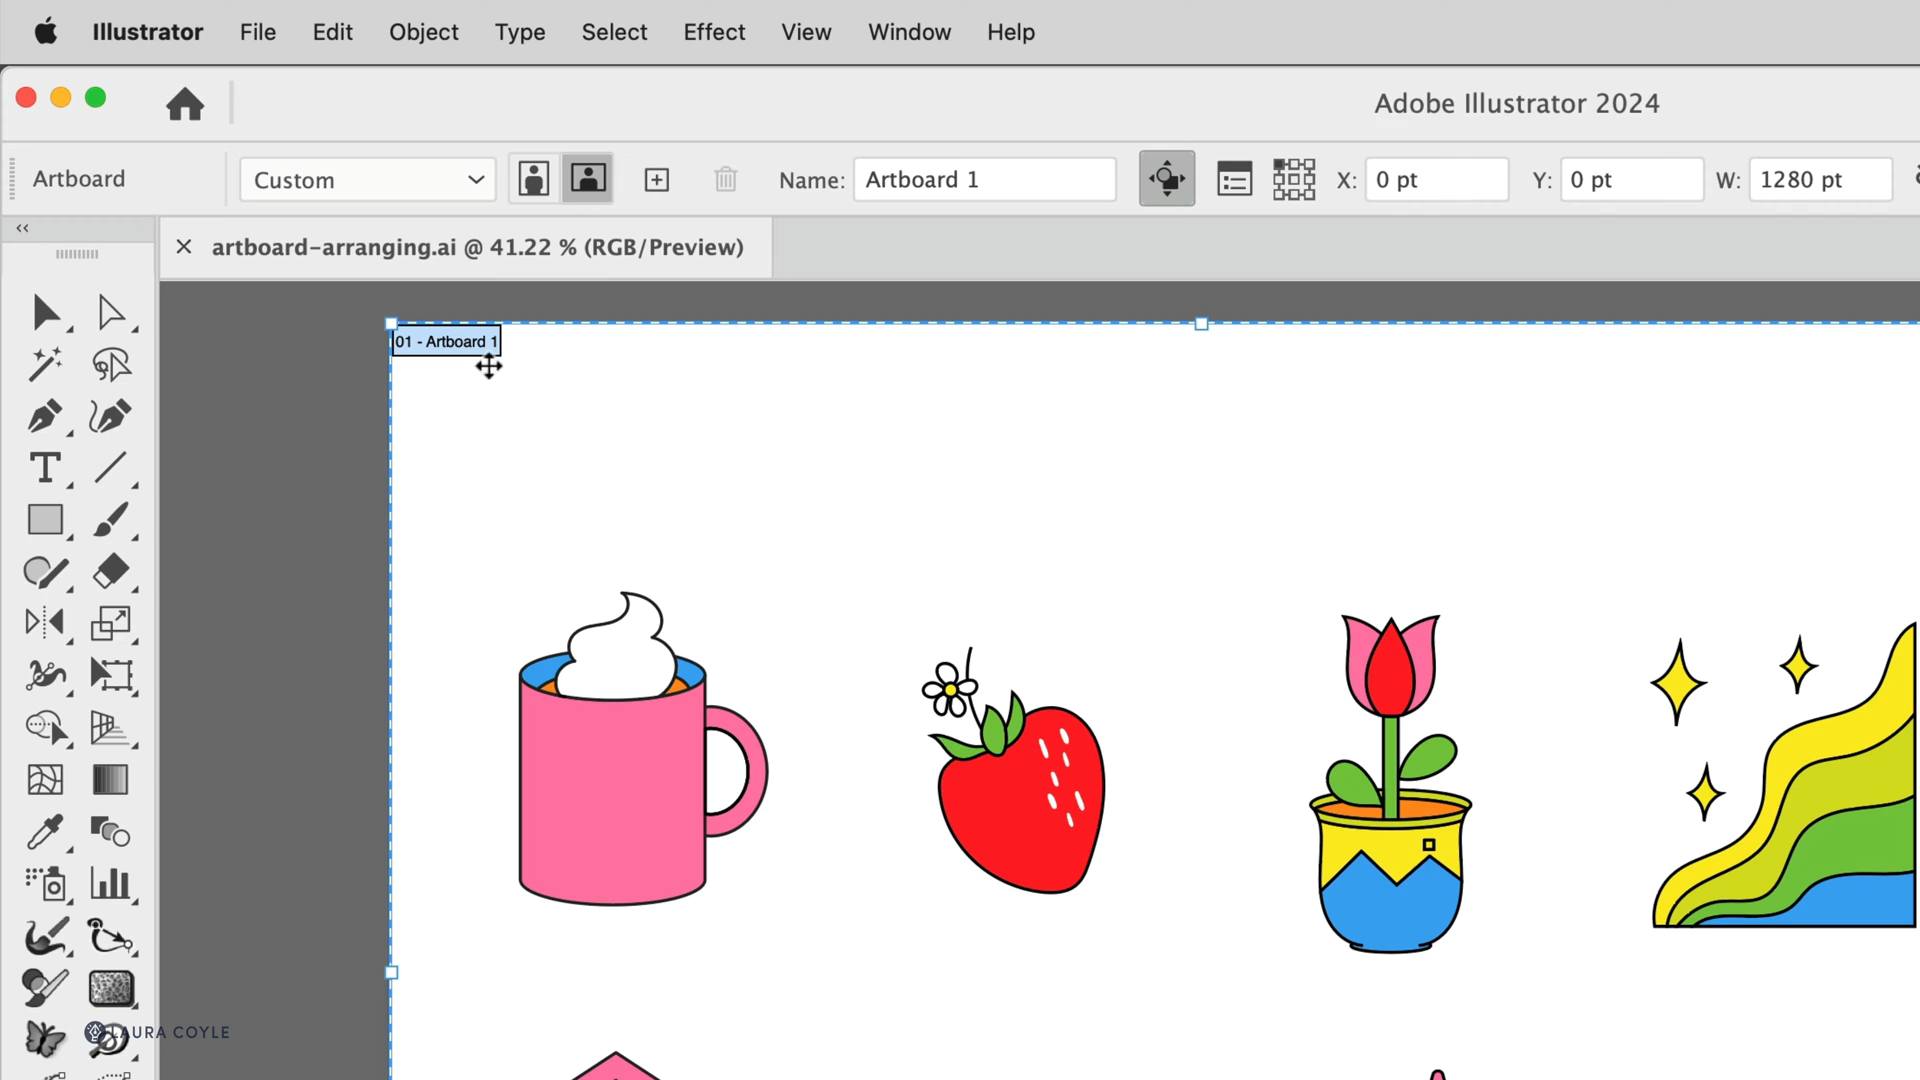 Illustrator File Edit Object Type Select Effect View Window Help
Adobe Illustrator 2024
Artboard Custom Name: Artboard 1 X: 0 pt Y: 0 pt W: 1280 pt
artboard-arranging.ai @ 41.22 % (RGB/Preview)
01 - Artboard 1
LAURA COYLE